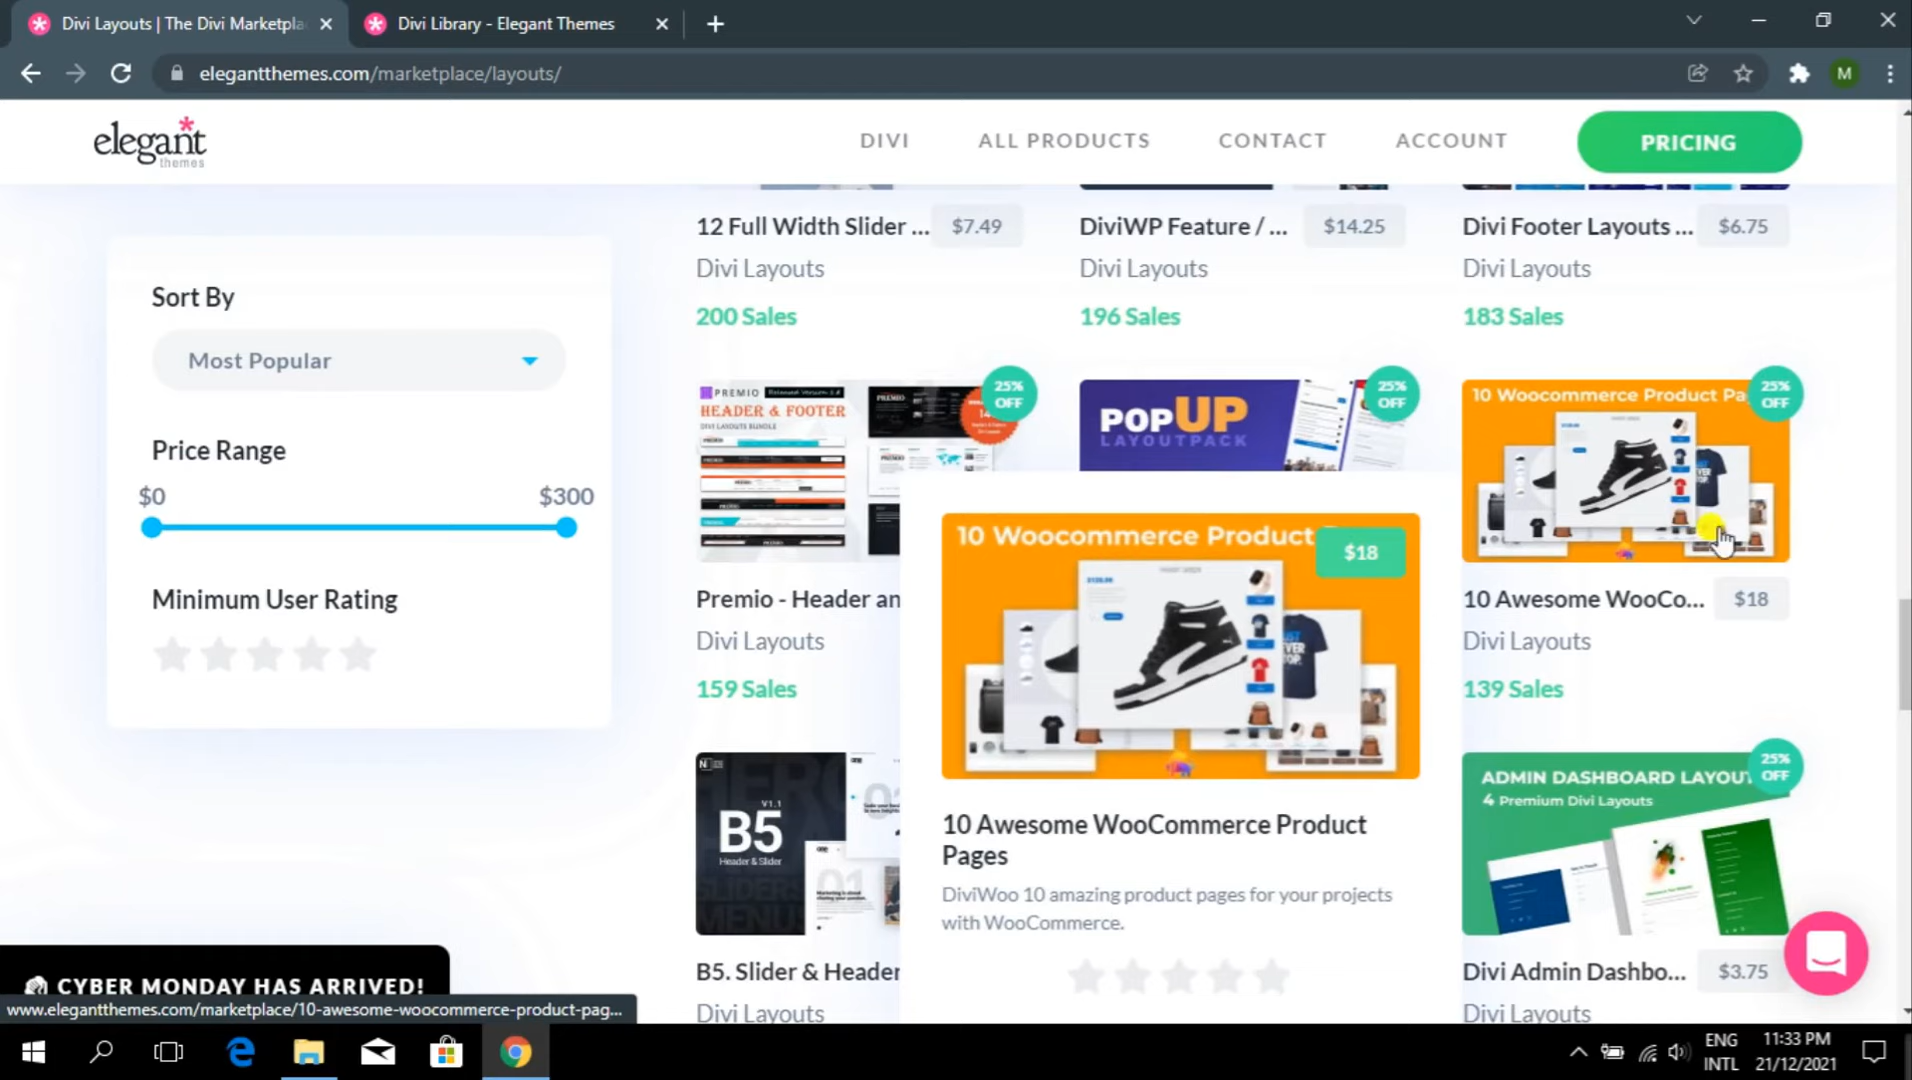 Divi Layouts | The Divi Marketpla
Divi Library - Elegant Themes
elegantthemes.com/marketplace/layouts/
M
elegant
themes
DIVI
ALL PRODUCTS
CONTACT
ACCOUNT
PRICING
12 Full Width Slider ...
$7.49
Divi Layouts
200 Sales
DiviWP Feature / ...
$14.25
Divi Layouts
196 Sales
Divi Footer Layouts ...
$6.75
Divi Layouts
183 Sales
Sort By
Most Popular
Price Range
$0
$300
Minimum User Rating
PREMIO
HEADER & FOOTER
DIVI LAYOUTS BUNDLE
25%
OFF
Premio - Header an
Divi Layouts
159 Sales
POPUP
LAYOUTPACK
25%
OFF
10 Woocommerce Product Pa
25%
OFF
10 Awesome WooCo...
$18
Divi Layouts
139 Sales
10 Woocommerce Product
$18
10 Awesome WooCommerce Product
Pages
DiviWoo 10 amazing product pages for your projects
with WooCommerce.
V1.1
B5
Header & Slider
01
B5. Slider & Header
Divi Layouts
ADMIN DASHBOARD LAYOUT
4 Premium Divi Layouts
25%
OFF
Divi Admin Dashbo...
$3.75
Divi Layouts
CYBER MONDAY HAS ARRIVED!
www.elegantthemes.com/marketplace/10-awesome-woocommerce-product-pag...
ENG
INTL
11:33 PM
21/12/2021